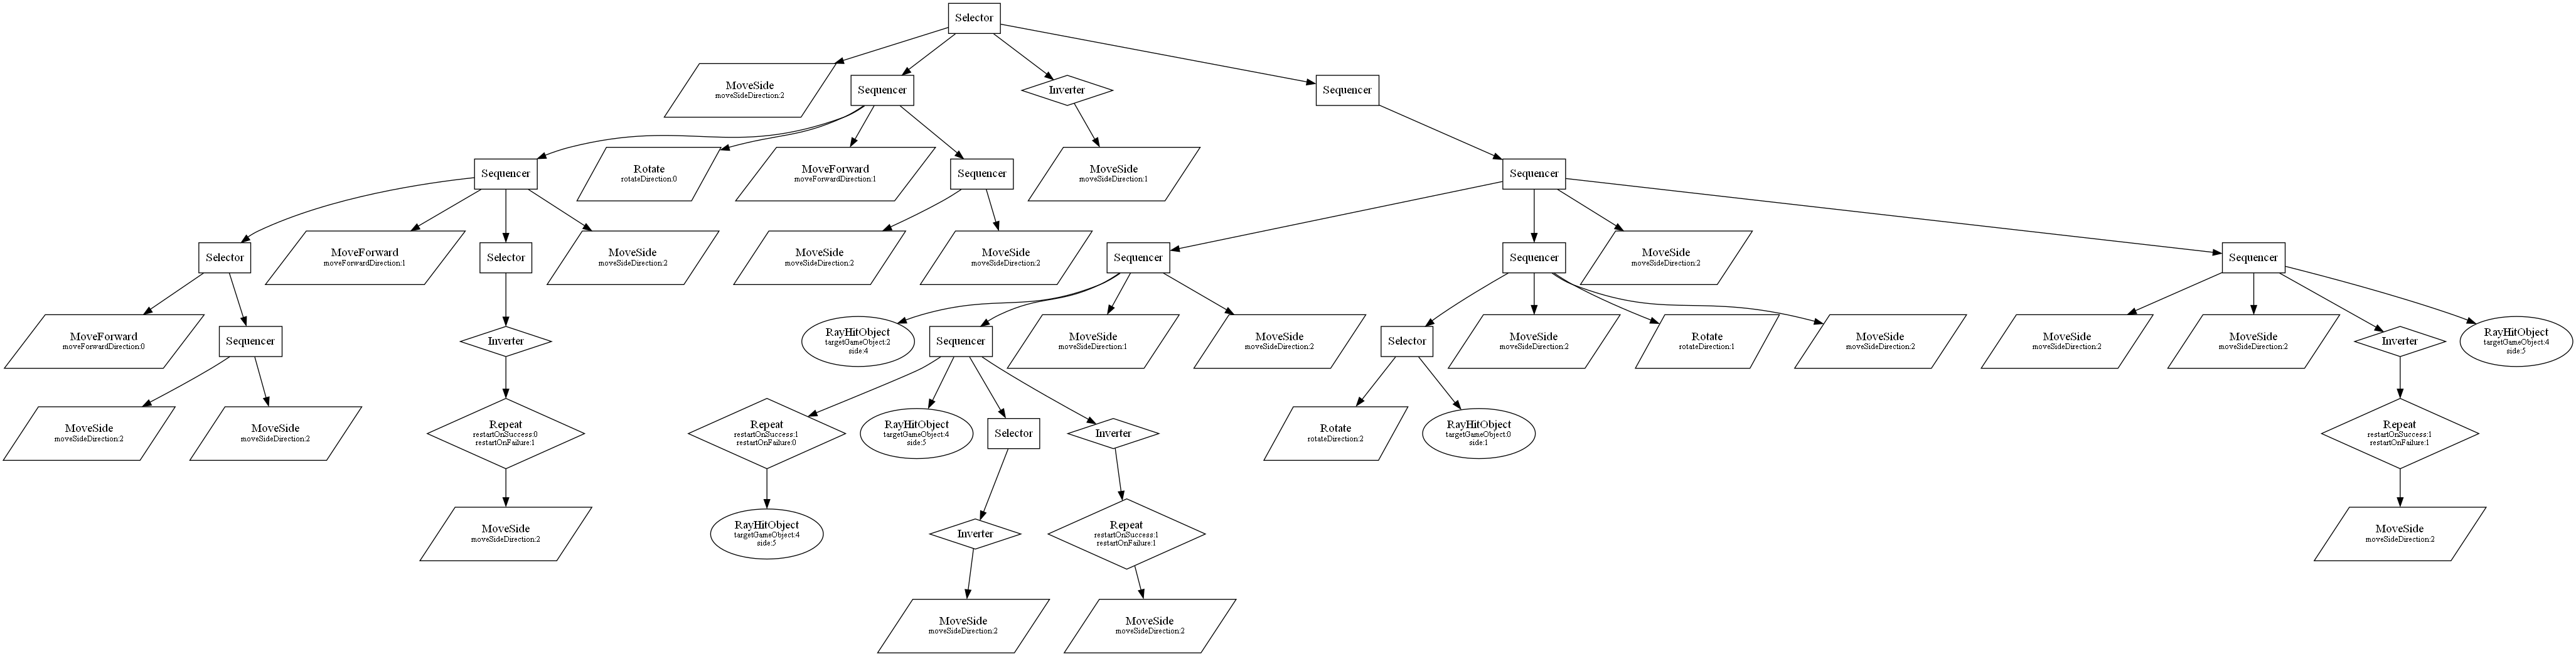 Selector
MoveSide
moveSideDirection:2
Sequencer
Inverter
Sequencer
Sequencer
Rotate
rotateDirection:0
MoveForward
moveForwardDirection:1
Sequencer
MoveSide
moveSideDirection:1
Sequencer
Selector
MoveForward
moveForwardDirection:1
Selector
MoveSide
moveSideDirection:2
MoveSide
moveSideDirection:2
MoveSide
moveSideDirection:2
Sequencer
Sequencer
MoveSide
moveSideDirection:2
Sequencer
MoveForward
moveForwardDirection:0
Sequencer
Inverter
RayHitObject
targetGameObject:2
side:4
Sequencer
MoveSide
moveSideDirection:1
MoveSide
moveSideDirection:2
Selector
MoveSide
moveSideDirection:2
Rotate
rotateDirection:1
MoveSide
moveSideDirection:2
MoveSide
moveSideDirection:2
MoveSide
moveSideDirection:2
Inverter
RayHitObject
targetGameObject:4
side:5
MoveSide
moveSideDirection:2
MoveSide
moveSideDirection:2
Repeat
restartOnSuccess:0
restartOnFailure:1
Repeat
restartOnSuccess:1
restartOnFailure:0
RayHitObject
targetGameObject:4
side:5
Selector
Inverter
Rotate
rotateDirection:2
RayHitObject
targetGameObject:0
side:1
Repeat
restartOnSuccess:1
restartOnFailure:1
MoveSide
moveSideDirection:2
RayHitObject
targetGameObject:4
side:5
Inverter
Repeat
restartOnSuccess:1
restartOnFailure:1
MoveSide
moveSideDirection:2
MoveSide
moveSideDirection:2
MoveSide
moveSideDirection:2